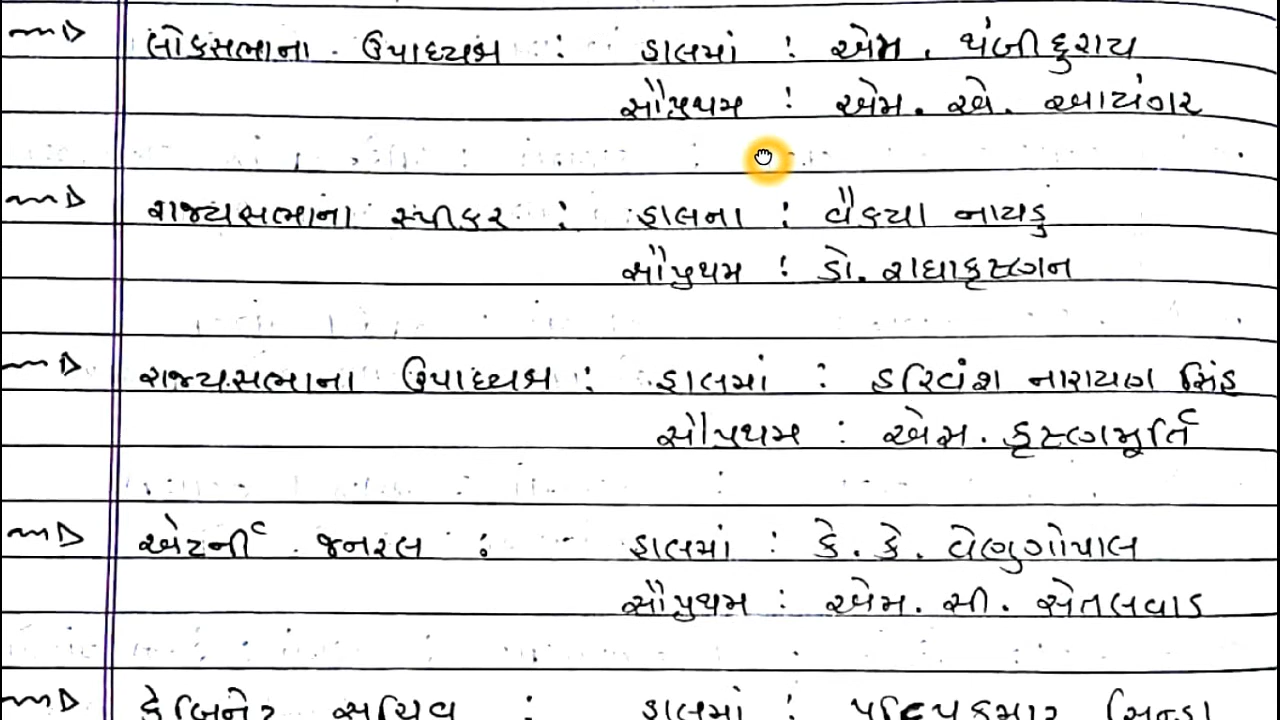 લોકસભાના ઉપાધ્યક્ષ : હાલમાં : એમ. થંબીદુરાય
સૌપ્રથમ : એમ. એ. આયંગર
રાજ્યસભાના સ્પીકર : હાલના : વૈંકયા નાયડુ
સૌપ્રથમ : ડો. રાધાકૃષ્ણન
રાજ્યસભાના ઉપાધ્યક્ષ : હાલમાં : હરિવંશ નારાયણ સિંહ
સૌપ્રથમ : એમ. કૃષ્ણમૂર્તિ
એટર્ની જનરલ : હાલમાં : કે. કે. વેણુગોપાલ
સૌપ્રથમ : એમ. સી. સેતલવાડ
કેબિનેટ સચિવ : હાલમાં : પ્રદિપકુમાર સિન્હા